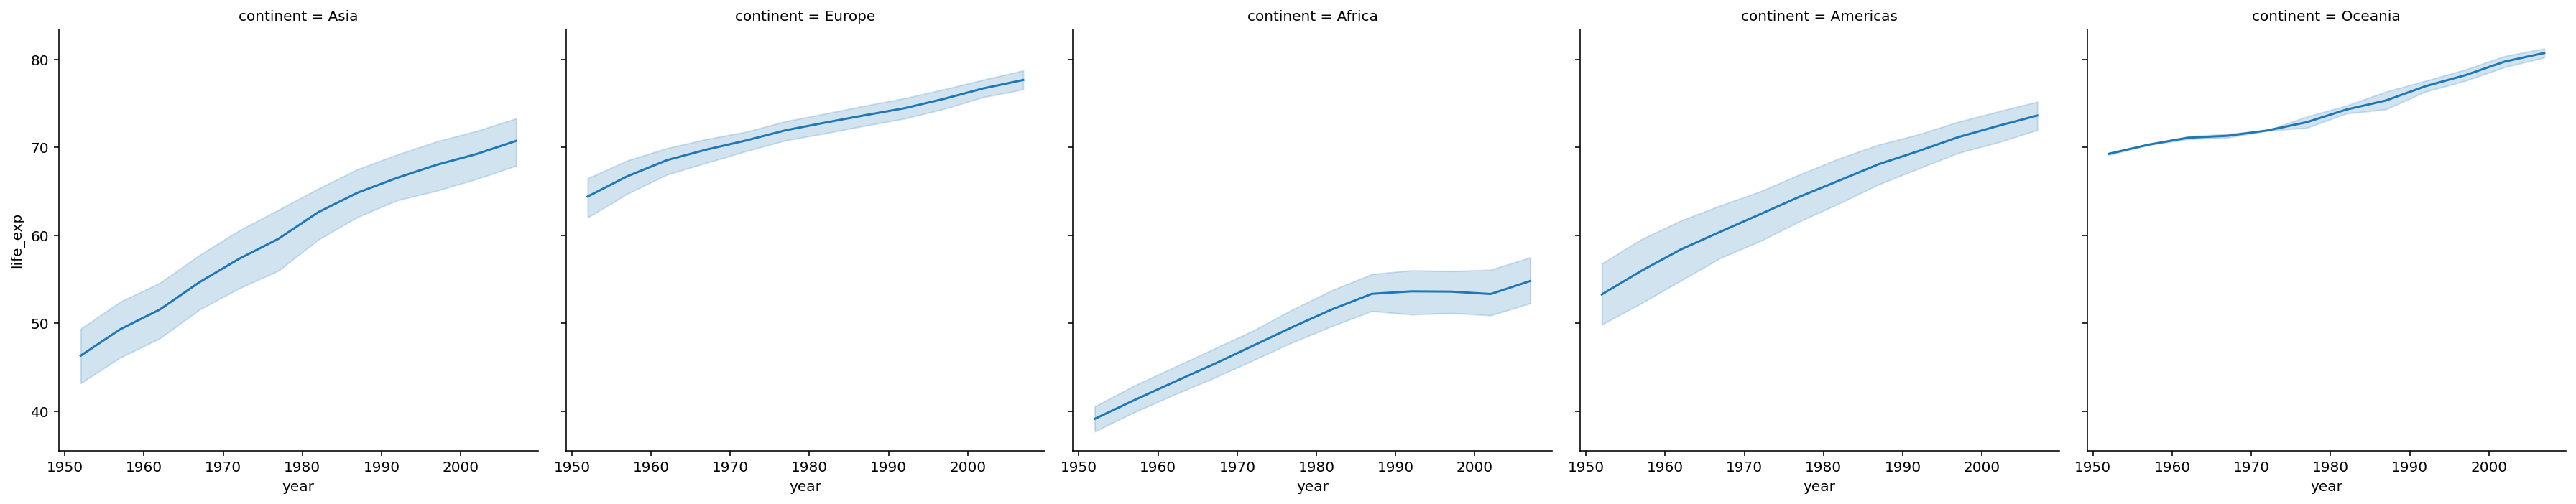 continent = Asia
continent = Europe
continent = Africa
continent = Americas
continent = Oceania
life_exp
80
70
60
50
40
1950 1960 1970 1980 1990 2000
1950 1960 1970 1980 1990 2000
1950 1960 1970 1980 1990 2000
1950 1960 1970 1980 1990 2000
1950 1960 1970 1980 1990 2000
year
year
year
year
year